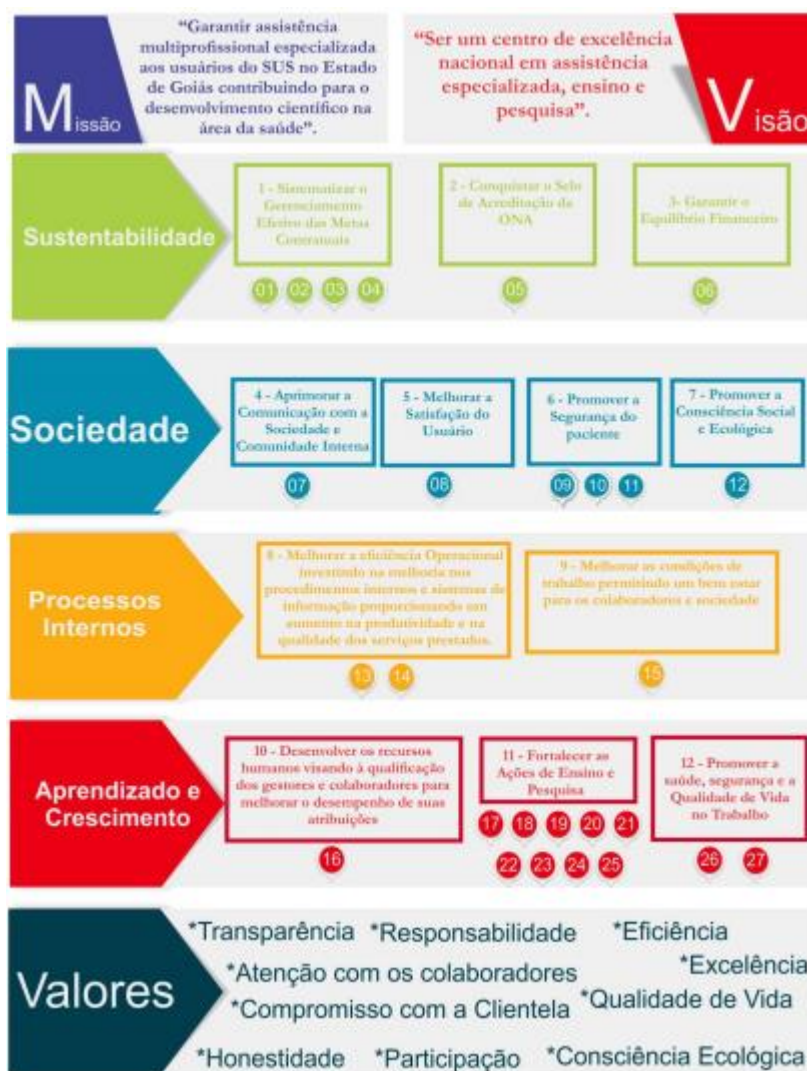 Missão
“Garantir assistência
multiprofissional especializada
aos usuários do SUS no Estado
de Goiás contribuindo para o
desenvolvimento científico na
área da saúde”.
“Ser um centro de excelência
nacional em assistência
especializada, ensino e
pesquisa”.
Visão
Sustentabilidade
1 - Sistematizar o
Gerenciamento
Efetivo das Metas
Contratuais
01 02 03 04
2 - Conquistar o Selo
de Acreditação da
ONA
05
3- Garantir o
Equilíbrio Financeiro
06
Sociedade
4 - Aprimorar a
Comunicação com a
Sociedade e
Comunidade Interna
07
5 - Melhorar a
Satisfação do
Usuário
08
6 - Promover a
Segurança do
paciente
09 10 11
7 - Promover a
Consciência Social
e Ecológica
12
Processos
Internos
8 - Melhorar a eficiência Operacional
investindo na melhoria nos
procedimentos internos e sistemas de
informação proporcionando um
aumento na produtividade e na
qualidade dos serviços prestados.
13 14
9 - Melhorar as condições de
trabalho permitindo um bem estar
para os colaboradores e sociedade
15
Aprendizado e
Crescimento
10 - Desenvolver os recursos
humanos visando à qualificação
dos gestores e colaboradores para
melhorar o desempenho de suas
atribuições
16
11 - Fortalecer as
Ações de Ensino e
Pesquisa
17 18 19 20 21
22 23 24 25
12 - Promover a
saúde, segurança e a
Qualidade de Vida
no Trabalho
26 27
Valores
*Transparência *Responsabilidade *Eficiência
*Atenção com os colaboradores *Excelência
*Compromisso com a Clientela *Qualidade de Vida
*Honestidade *Participação *Consciência Ecológica